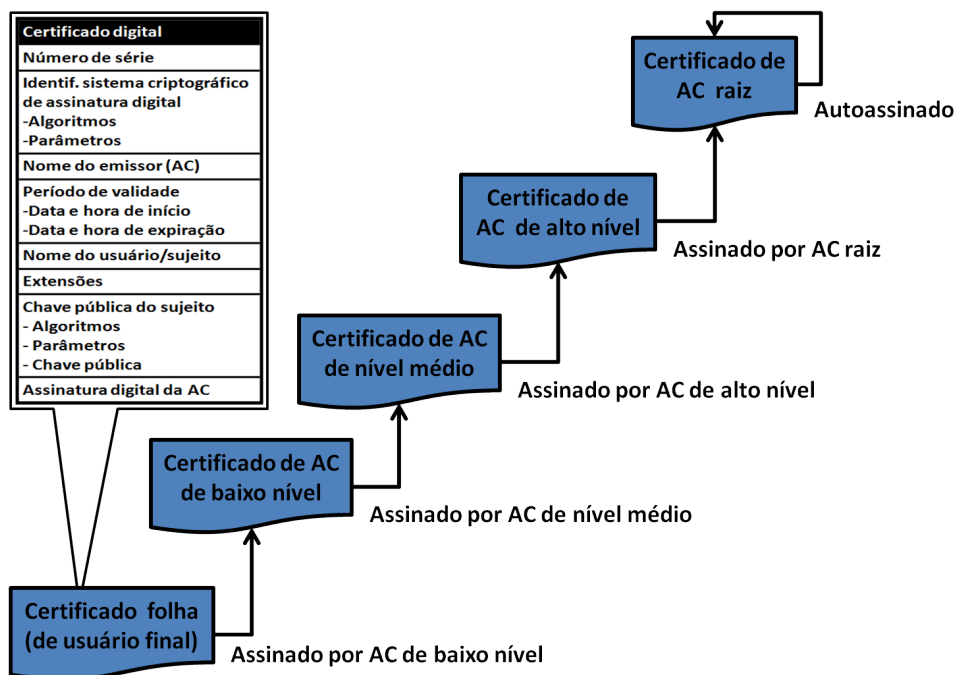 Certificado digital
Número de série
Identif. sistema criptográfico
de assinatura digital
-Algoritmos
-Parâmetros
Nome do emissor (AC)
Período de validade
-Data e hora de início
-Data e hora de expiração
Nome do usuário/sujeito
Extensões
Chave pública do sujeito
- Algoritmos
- Parâmetros
- Chave pública
Assinatura digital da AC
Certificado de
AC raiz
Autoassinado
Certificado de
AC de alto nível
Assinado por AC raiz
Certificado de AC
de nível médio
Assinado por AC de alto nível
Certificado de AC
de baixo nível
Assinado por AC de nível médio
Certificado folha
(de usuário final)
Assinado por AC de baixo nível